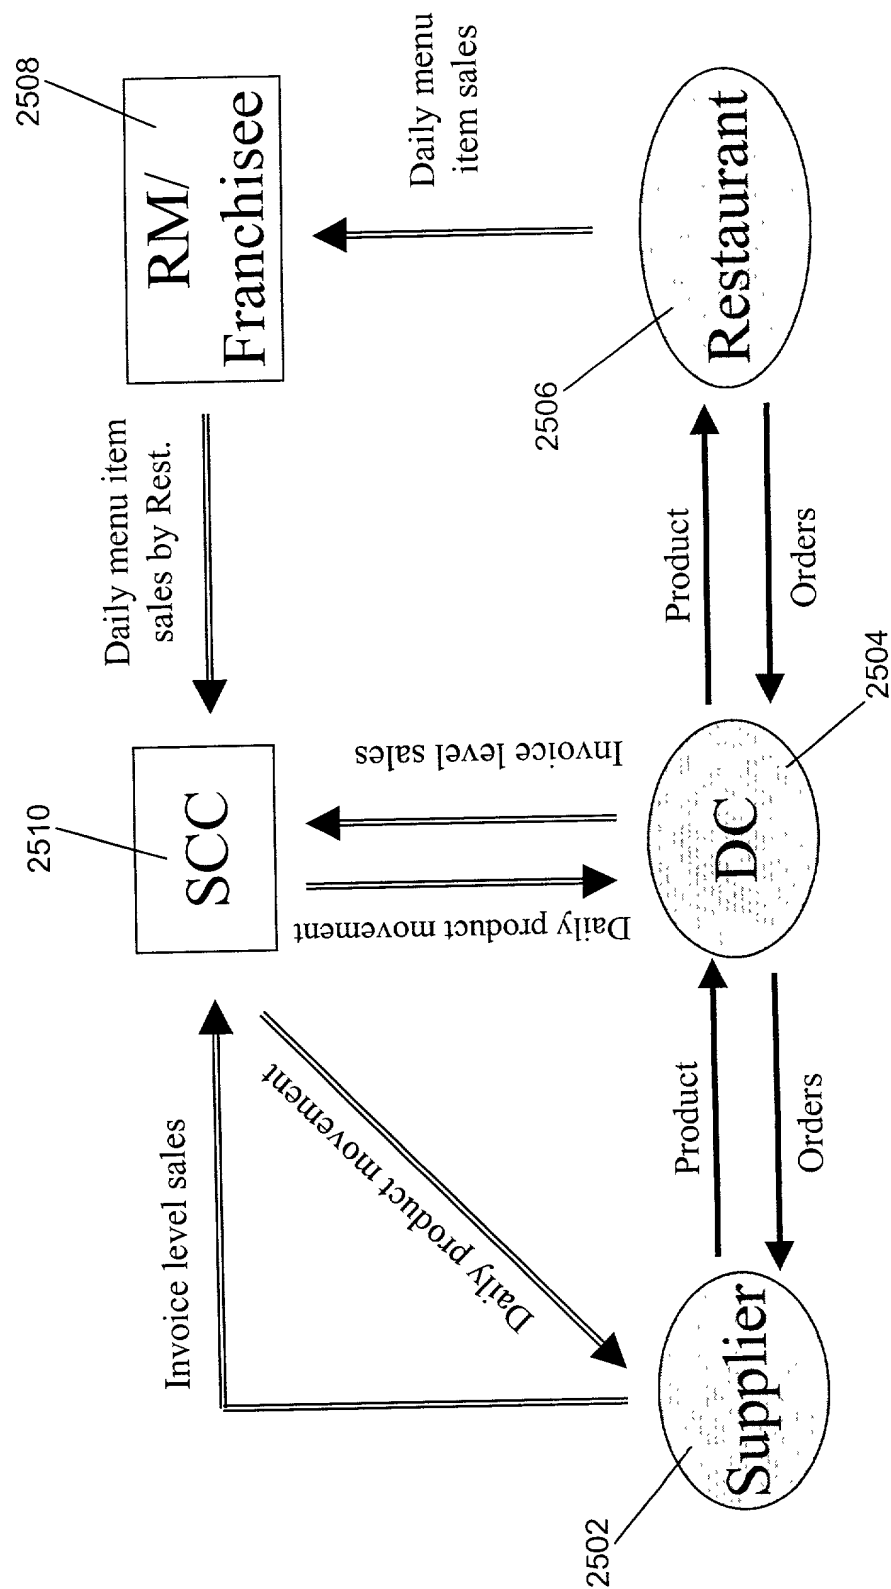 2510
2508
SCC
Daily menu item
sales by Rest.
RM/
Franchisee
Invoice level sales
Daily product movement
Daily product movement
Invoice level sales
Daily menu
item sales
2502
Supplier
Product
Orders
DC
2504
Product
Orders
2506
Restaurant